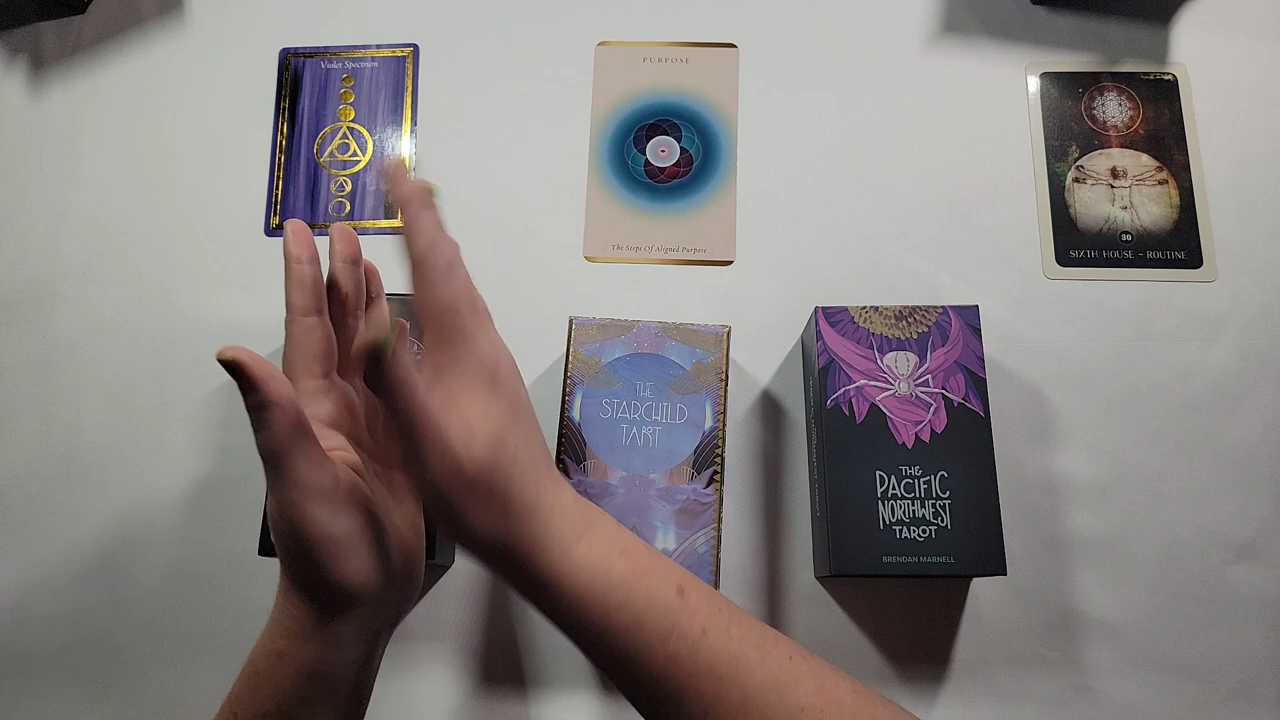 Violet Spectrum
PURPOSE
The Steps Of Aligned Purpose
30
SIXTH HOUSE ~ ROUTINE
THE
STARCHILD
TAROT
THE
PACIFIC
NORTHWEST
TAROT
BRENDAN MARNELL